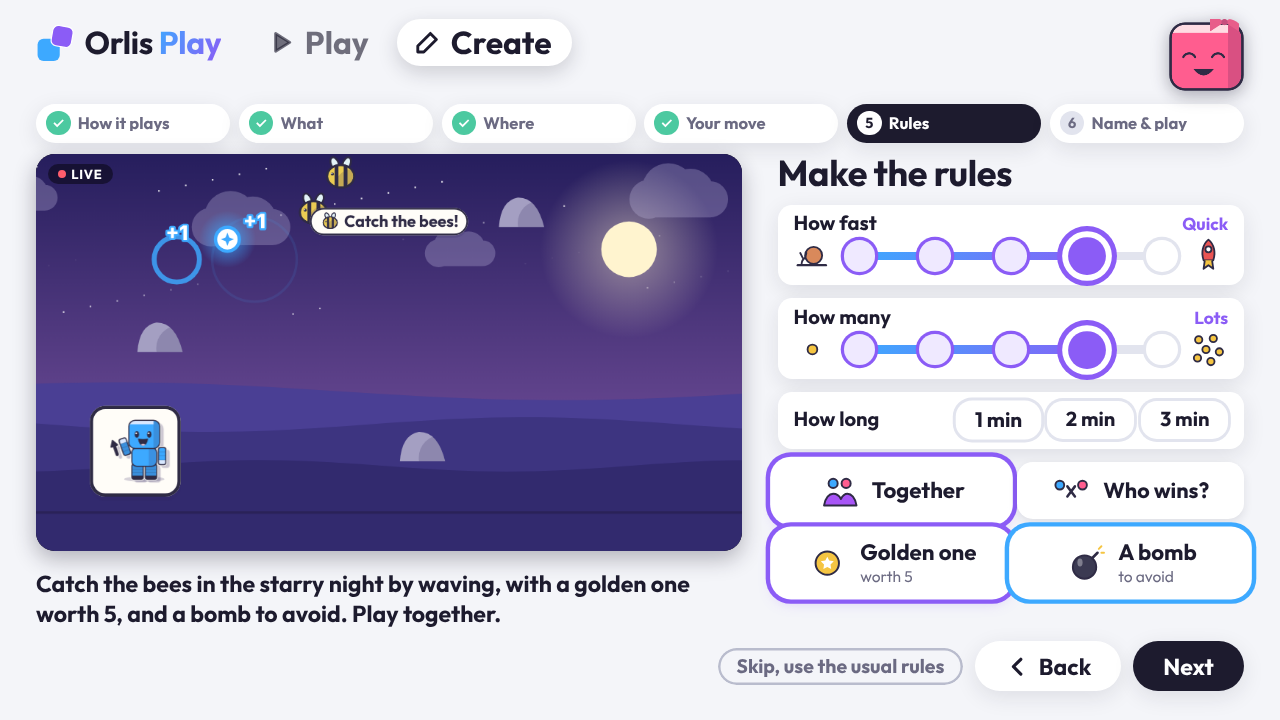 Orlis Play
Play
Create
How it plays
What
Where
Your move
5 Rules
6 Name & play
LIVE
+1
+1
Catch the bees!
Catch the bees in the starry night by waving, with a golden one
worth 5, and a bomb to avoid. Play together.
Make the rules
How fast
Quick
How many
Lots
How long
1 min
2 min
3 min
Together
Who wins?
Golden one
worth 5
A bomb
to avoid
Skip, use the usual rules
Back
Next